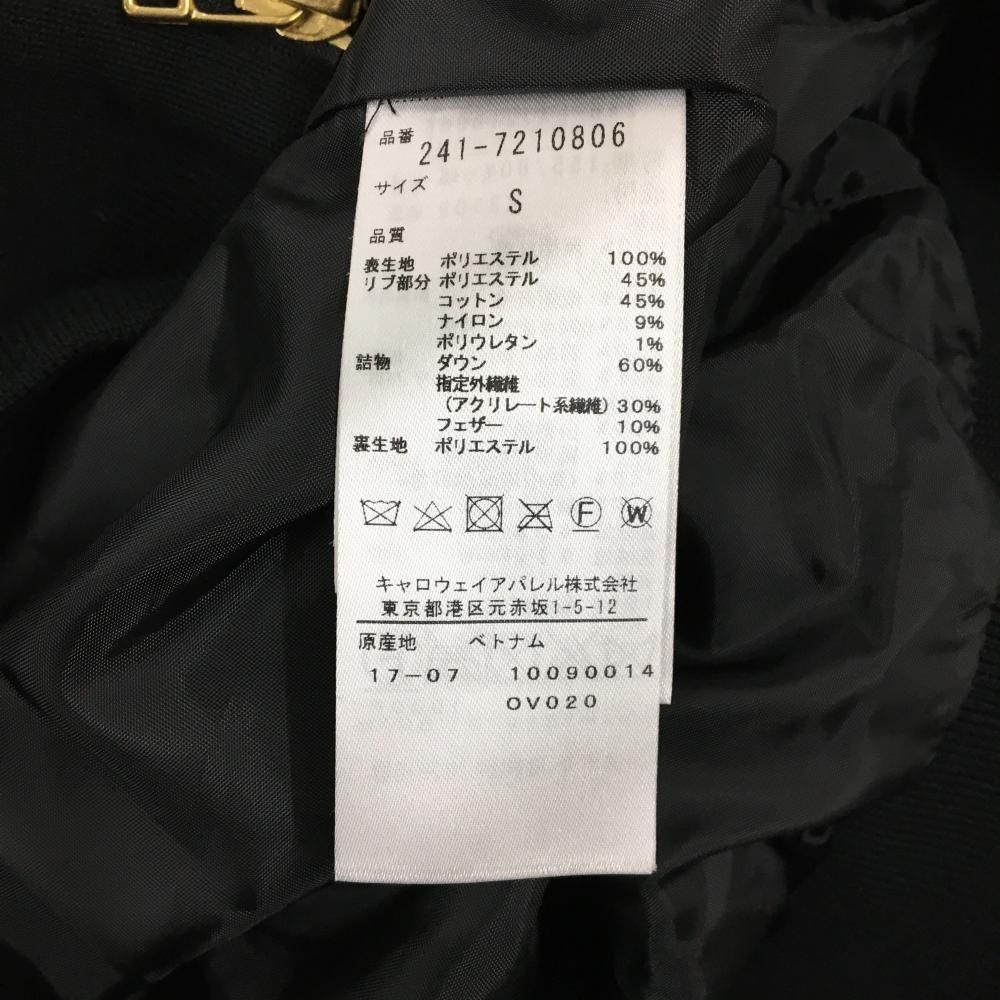 品番 241-7210806
サイズ S
品質
表生地 ポリエステル 100%
リブ部分 ポリエステル 45%
コットン 45%
ナイロン 9%
ポリウレタン 1%
詰物 ダウン 60%
指定外繊維
(アクリレート系繊維) 30%
フェザー 10%
裏生地 ポリエステル 100%
F W
キャロウェイアパレル株式会社
東京都港区元赤坂1-5-12
原産地 ベトナム
17-07 10090014
OV020